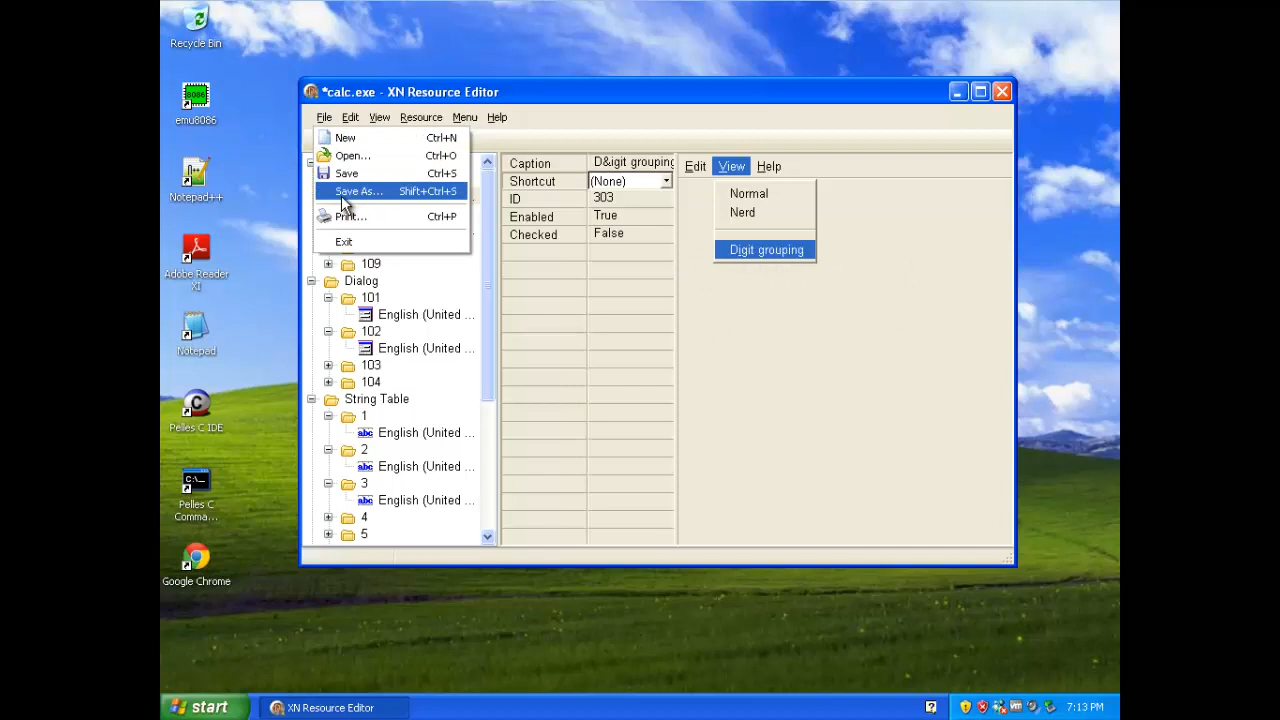 Recycle Bin
8086
emu8086
Notepad++
Adobe Reader
XI
Notepad
Pelles C IDE
C:\_
Pelles C
Comma...
Google Chrome
*calc.exe - XN Resource Editor
File Edit View Resource Menu Help
New Ctrl+N
Open... Ctrl+O
Save Ctrl+S
Save As... Shift+Ctrl+S
Print... Ctrl+P
Exit
109
Dialog
101
English (United ...
102
English (United ...
103
104
String Table
1
abc English (United ...
2
abc English (United ...
3
abc English (United ...
4
5
Caption D&igit grouping
Shortcut (None)
ID 303
Enabled True
Checked False
Edit View Help
Normal
Nerd
Digit grouping
start
XN Resource Editor
7:13 PM